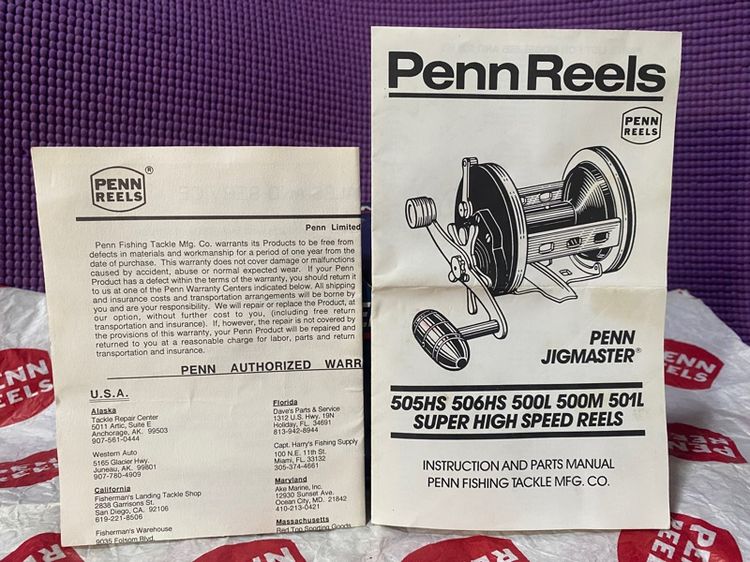 PENN
REELS
®
Penn Limited
Penn Fishing Tackle Mfg. Co. warrants its Products to be free from
defects in materials and workmanship for a period of one year from the
date of purchase. This warranty does not cover damage or malfunctions
caused by accident, abuse or normal expected wear. If your Penn
Product has a defect within the terms of the warranty, you should return it
to us at one of the Penn Warranty Centers indicated below. All shipping
and insurance costs and transportation arrangements will be borne by
you and are your responsibility. We will repair or replace the Product, at
our option, without further cost to you, (including free return
transportation and insurance). If, however, the repair is not covered by
the provisions of this warranty, your Penn Product will be repaired and
returned to you at a reasonable charge for labor, parts and return
transportation and insurance.
PENN AUTHORIZED WARR
U.S.A.
Alaska
Tackle Repair Center
5011 Artic, Suite E
Anchorage, AK. 99503
907-561-0444
Western Auto
5165 Glacier Hwy.
Juneau, AK. 99801
907-780-4909
California
Fisherman's Landing Tackle Shop
2838 Garrisons St.
San Diego, CA. 92106
619-221-8506
Fisherman's Warehouse
9035 Folsom Blvd.
Florida
Dave's Parts & Service
1312 U.S. Hwy. 19N
Holiday, FL. 34691
813-942-8944
Capt. Harry's Fishing Supply
100 N.E. 11th St.
Miami, FL. 33132
305-374-4661
Maryland
Ake Marine, Inc.
12930 Sunset Ave.
Ocean City, MD. 21842
410-213-0421
Massachusetts
Red Top Sporting Goods
Penn Reels
PENN
REELS
PENN
JIGMASTER®
505HS 506HS 500L 500M 501L
SUPER HIGH SPEED REELS
INSTRUCTION AND PARTS MANUAL
PENN FISHING TACKLE MFG. CO.
PENN
REELS
PENN
REELS
PENN
REELS
PENN
REELS